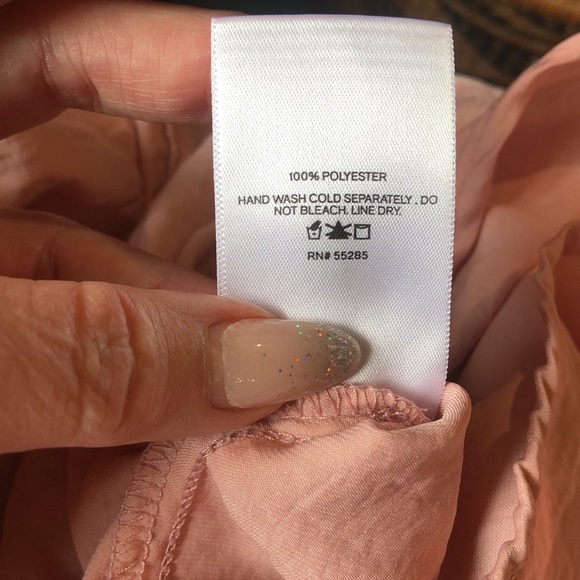 100% POLYESTER
HAND WASH COLD SEPARATELY . DO
NOT BLEACH. LINE DRY.
RN# 55285